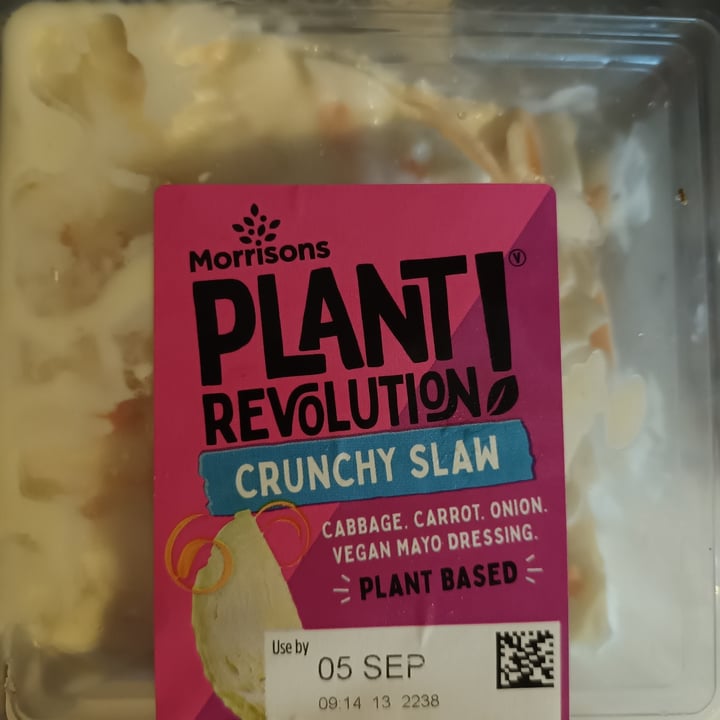 Morrisons
PLANT!
V
REVOLUTION
CRUNCHY SLAW
CABBAGE. CARROT. ONION.
VEGAN MAYO DRESSING.
PLANT BASED
Use by
05 SEP
09:14 13 2238